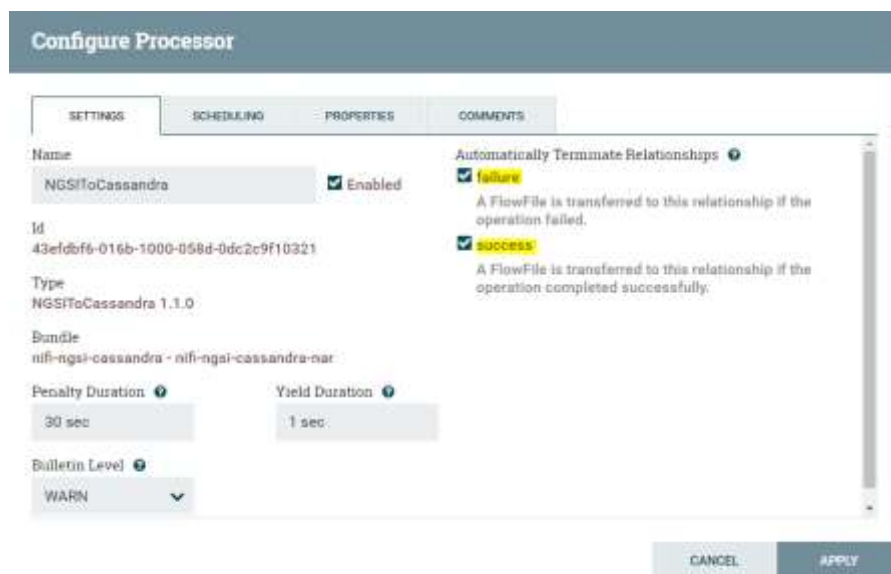 Configure Processor
SETTINGS SCHEDULING PROPERTIES COMMENTS
Name
NGSIToCassandra
Enabled
Id
43efdbf6-016b-1000-058d-0dc2c9f10321
Type
NGSIToCassandra 1.1.0
Bundle
nifi-ngsi-cassandra - nifi-ngsi-cassandra-nar
Penalty Duration Yield Duration
30 sec 1 sec
Bulletin Level
WARN
Automatically Terminate Relationships
failure
A FlowFile is transferred to this relationship if the
operation failed.
success
A FlowFile is transferred to this relationship if the
operation completed successfully.
CANCEL APPLY